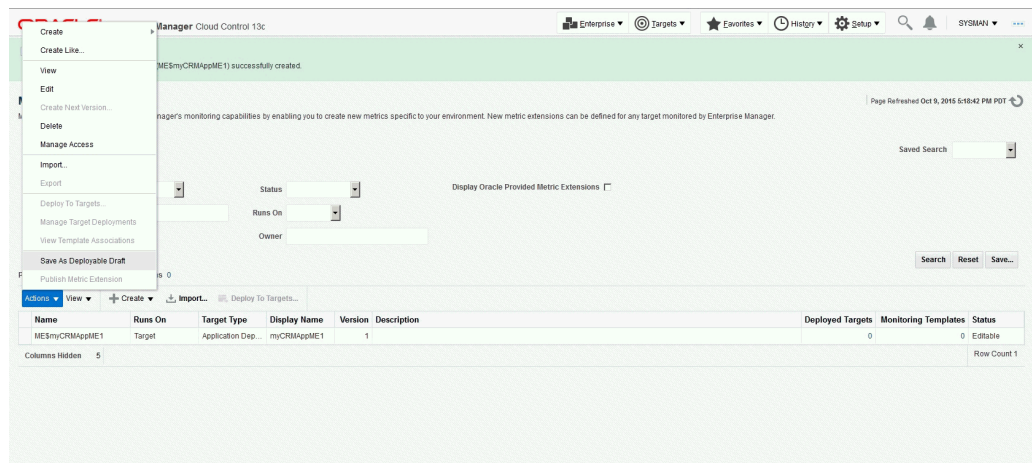 Manager Cloud Control 13c
Enterprise ▼ Targets ▼ Favorites ▼ History ▼ Setup ▼ SYSMAN ▼ ...
Create
Create Like...
View
Edit
Create Next Version...
Delete
Manage Access
Import...
Export
Deploy To Targets...
Manage Target Deployments
View Template Associations
Save As Deployable Draft
Publish Metric Extension
(ME$myCRMAppME1) successfully created.
Page Refreshed Oct 9, 2015 5:18:42 PM PDT
nager's monitoring capabilities by enabling you to create new metrics specific to your environment. New metric extensions can be defined for any target monitored by Enterprise Manager.
Saved Search
Status
Display Oracle Provided Metric Extensions
Runs On
Owner
Search Reset Save...
s 0
Actions ▼ View ▼ Create ▼ Import... Deploy To Targets...
Name Runs On Target Type Display Name Version Description Deployed Targets Monitoring Templates Status
ME$myCRMAppME1 Target Application Dep... myCRMAppME1 1 0 0 Editable
Columns Hidden 5 Row Count 1